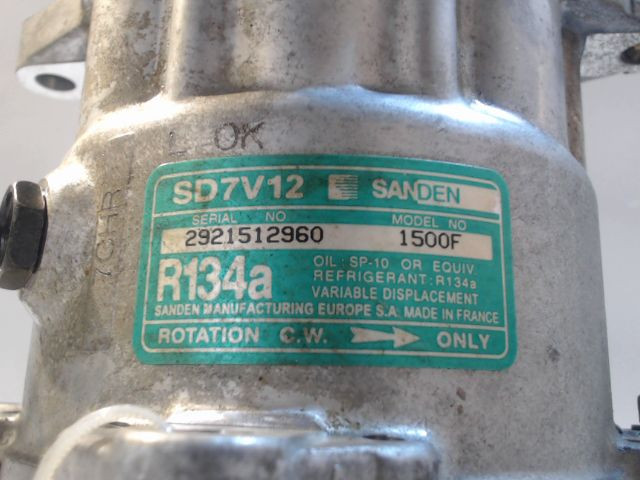 OK
SD7V12 SANDEN
SERIAL NO MODEL NO
2921512960 1500F
R134a
OIL: SP-10 OR EQUIV.
REFRIGERANT: R134a
VARIABLE DISPLACEMENT
SANDEN MANUFACTURING EUROPE S.A. MADE IN FRANCE
ROTATION C.W. ONLY